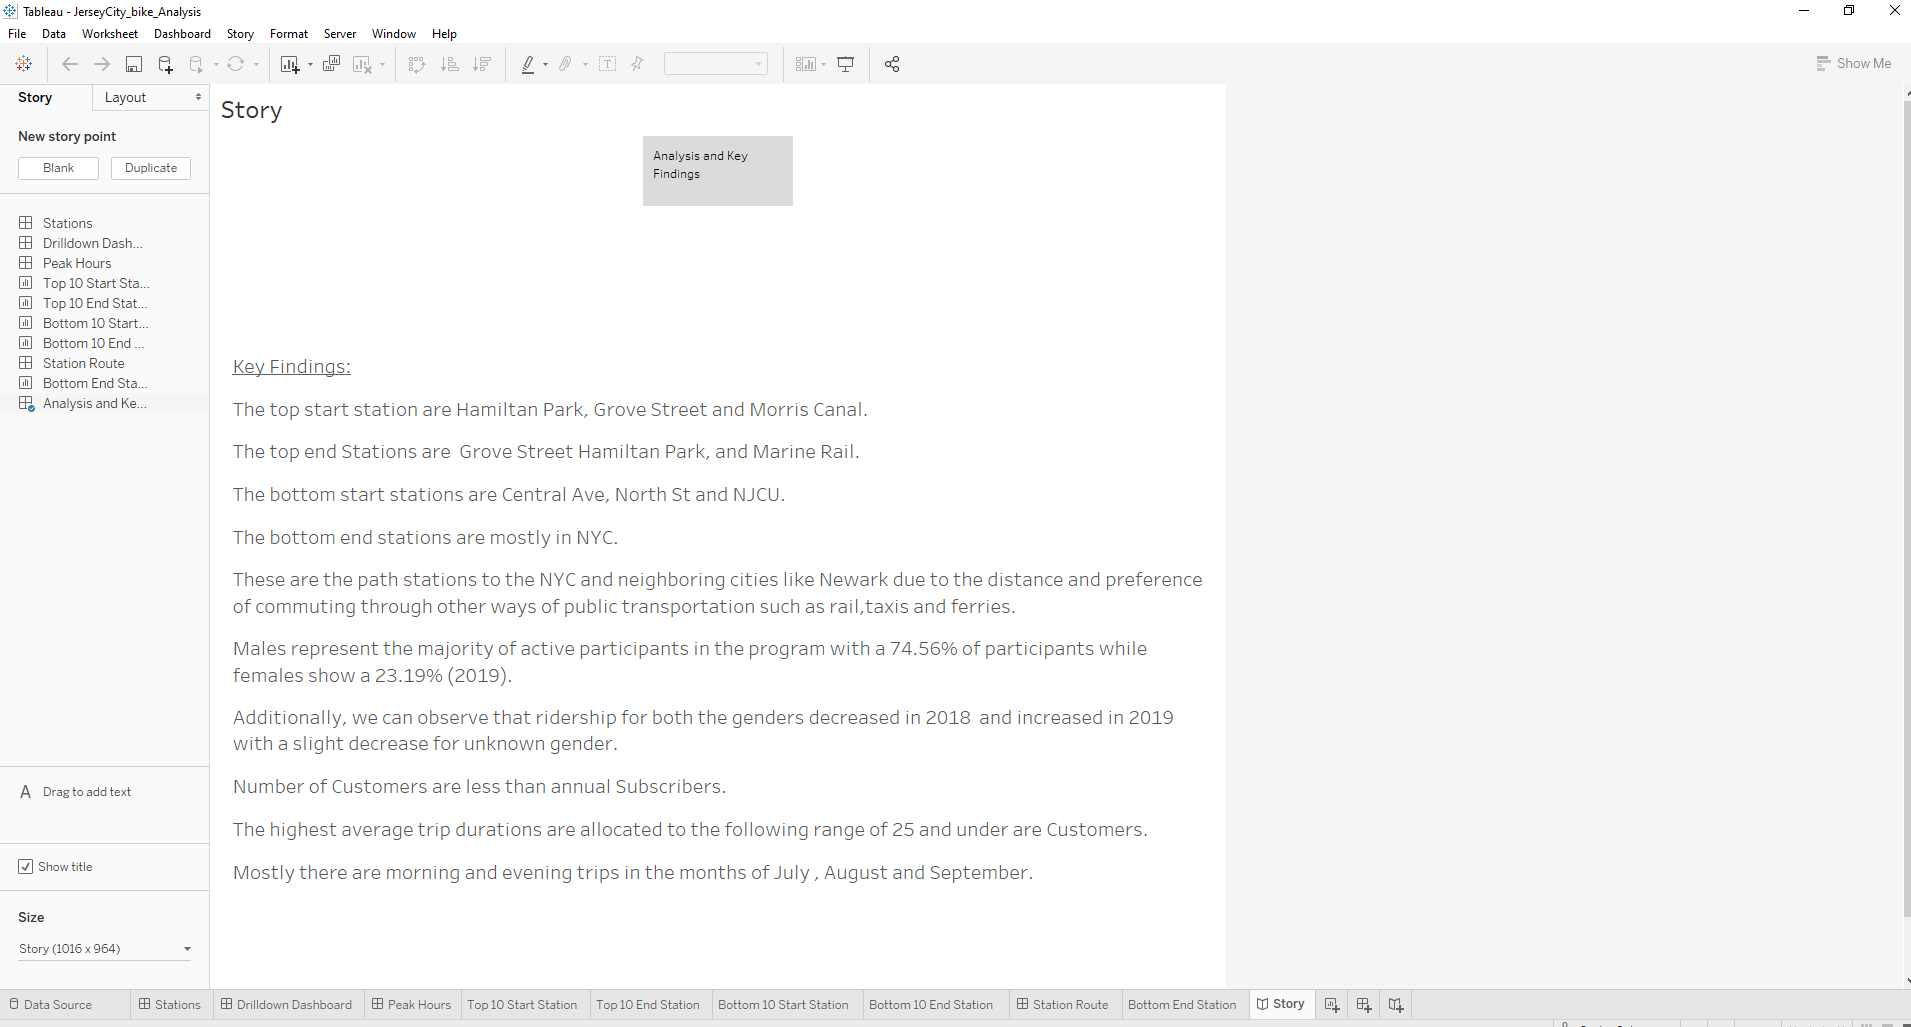 Tableau - JerseyCity_bike_Analysis
File Data Worksheet Dashboard Story Format Server Window Help
Show Me
Story Layout
New story point
Blank Duplicate
Stations
Drilldown Dash...
Peak Hours
Top 10 Start Sta...
Top 10 End Stat...
Bottom 10 Start...
Bottom 10 End ...
Station Route
Bottom End Sta...
Analysis and Ke...
A Drag to add text
Show title
Size
Story (1016 x 964)
Story
Analysis and Key
Findings
Key Findings:
The top start station are Hamiltan Park, Grove Street and Morris Canal.
The top end Stations are  Grove Street Hamiltan Park, and Marine Rail.
The bottom start stations are Central Ave, North St and NJCU.
The bottom end stations are mostly in NYC.
These are the path stations to the NYC and neighboring cities like Newark due to the distance and preference
of commuting through other ways of public transportation such as rail,taxis and ferries.
Males represent the majority of active participants in the program with a 74.56% of participants while
females show a 23.19% (2019).
Additionally, we can observe that ridership for both the genders decreased in 2018  and increased in 2019
with a slight decrease for unknown gender.
Number of Customers are less than annual Subscribers.
The highest average trip durations are allocated to the following range of 25 and under are Customers.
Mostly there are morning and evening trips in the months of July , August and September.
Data Source Stations Drilldown Dashboard Peak Hours Top 10 Start Station Top 10 End Station Bottom 10 Start Station Bottom 10 End Station Station Route Bottom End Station Story